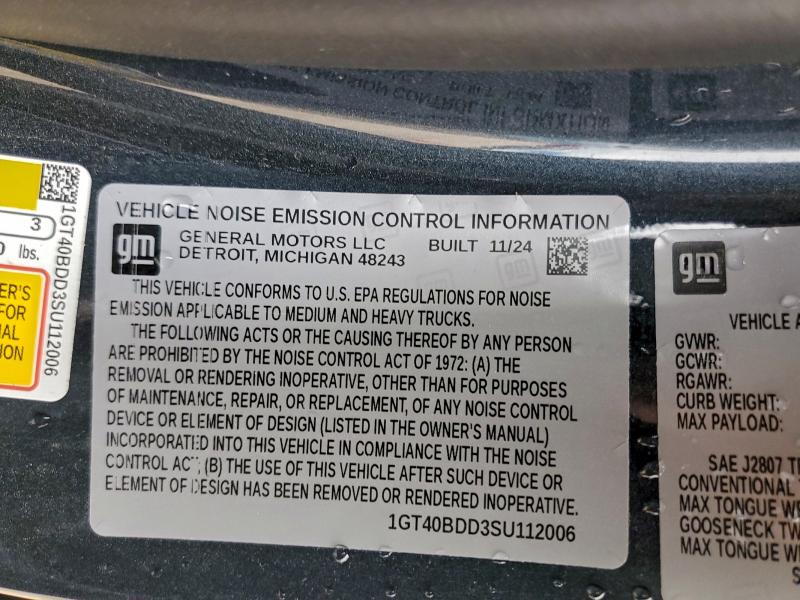 3
lbs.
1GT40BDD3SU112006
VEHICLE NOISE EMISSION CONTROL INFORMATION
gm
GENERAL MOTORS LLC BUILT 11/24
DETROIT, MICHIGAN 48243
THIS VEHICLE CONFORMS TO U.S. EPA REGULATIONS FOR NOISE
EMISSION APPLICABLE TO MEDIUM AND HEAVY TRUCKS.
THE FOLLOWING ACTS OR THE CAUSING THEREOF BY ANY PERSON
ARE PROHIBITED BY THE NOISE CONTROL ACT OF 1972: (A) THE
REMOVAL OR RENDERING INOPERATIVE, OTHER THAN FOR PURPOSES
OF MAINTENANCE, REPAIR, OR REPLACEMENT, OF ANY NOISE CONTROL
DEVICE OR ELEMENT OF DESIGN (LISTED IN THE OWNER'S MANUAL)
INCORPORATED INTO THIS VEHICLE IN COMPLIANCE WITH THE NOISE
CONTROL ACT; (B) THE USE OF THIS VEHICLE AFTER SUCH DEVICE OR
ELEMENT OF DESIGN HAS BEEN REMOVED OR RENDERED INOPERATIVE.
1GT40BDD3SU112006
gm
VEHICLE
GVWR:
GCWR:
RGAWR:
CURB WEIGHT:
MAX PAYLOAD:
SAE J2807
CONVENTIONAL
MAX TONGUE
GOOSENECK
MAX TONGUE